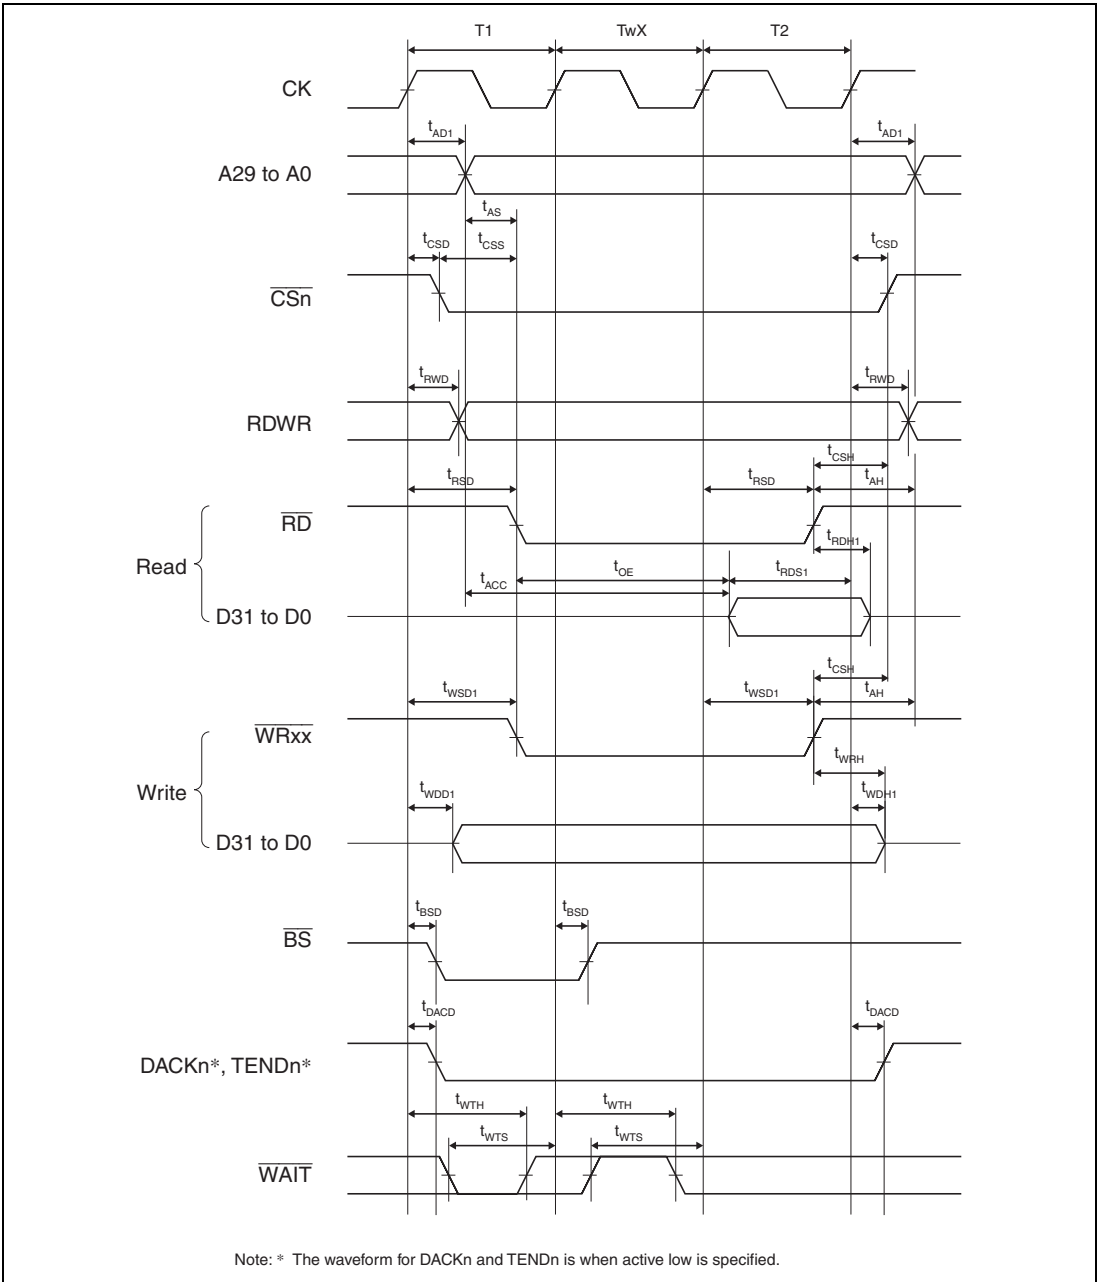 T1 TwX T2
CK
tAD1 tAD1
A29 to A0
tAS
tCSD tCSS tCSD
CSn
tRWD tRWD
RDWR
tCSH
tRSD tRSD tAH
RD
tRDH1
Read
tOE tRDS1
tACC
D31 to D0
tCSH
tWSD1 tWSD1 tAH
WRxx
tWRH
Write
tWDD1 tWDH1
D31 to D0
tBSD tBSD
BS
tDACD tDACD
DACKn*, TENDn*
tWTH tWTH
tWTS tWTS
WAIT
Note: * The waveform for DACKn and TENDn is when active low is specified.